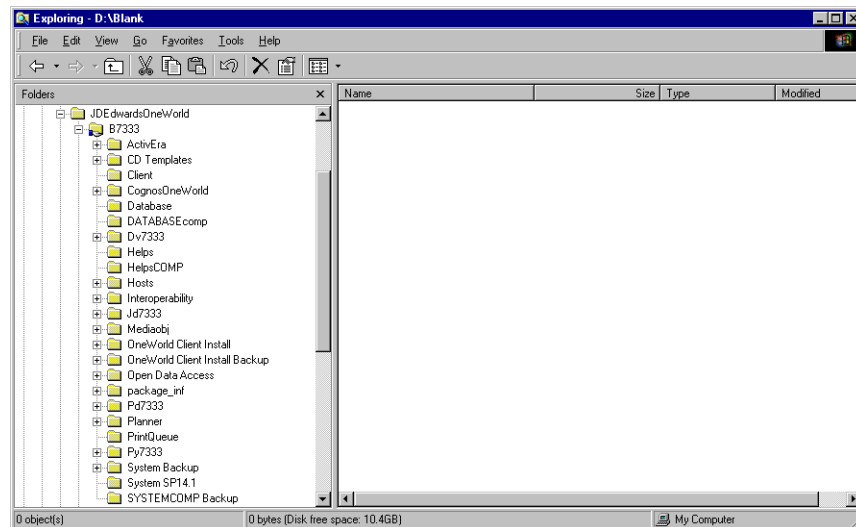 Exploring - D:\Blank
File Edit View Go Favorites Tools Help
Folders
Name Size Type Modified
JDEdwardsOneWorld
B7333
ActivEra
CD Templates
Client
CognosOneWorld
Database
DATABASEcomp
Dv7333
Helps
HelpsCOMP
Hosts
Interoperability
Jd7333
Mediaobj
OneWorld Client Install
OneWorld Client Install Backup
Open Data Access
package_inf
Pd7333
Planner
PrintQueue
Py7333
System Backup
System SP14.1
SYSTEMCOMP Backup
0 object(s) 0 bytes (Disk free space: 10.4GB) My Computer